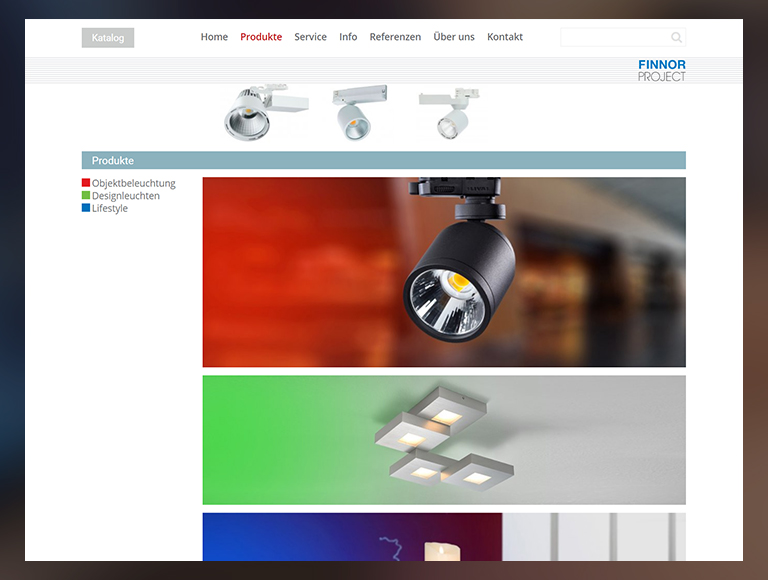 Katalog
Home Produkte Service Info Referenzen Über uns Kontakt
FINNOR
PROJECT
Produkte
Objektbeleuchtung
Designleuchten
Lifestyle